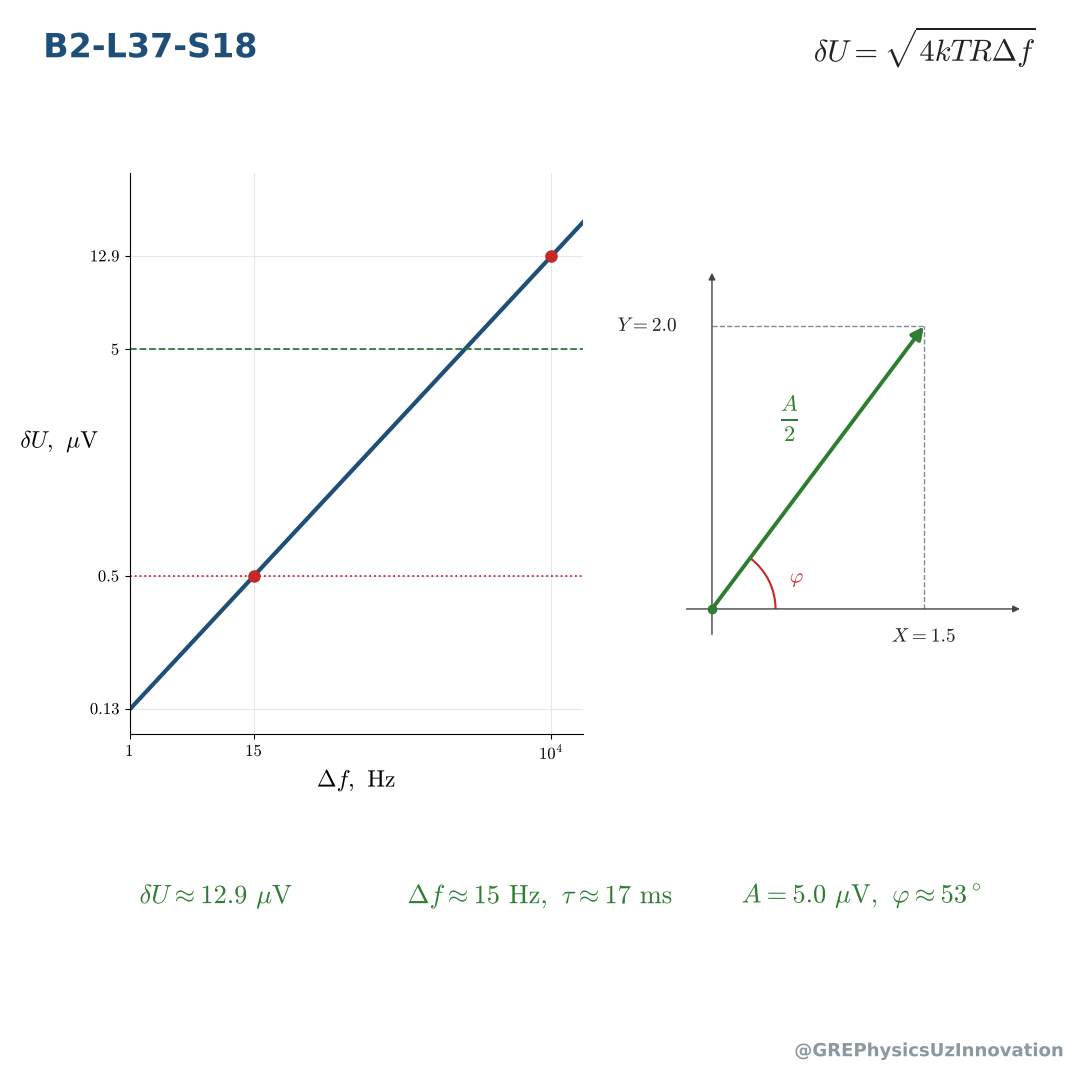 B2-L37-S18
δU = √4kTRΔf
12.9
5
δU, μV
0.5
0.13
1 15 10⁴
Δf, Hz
Y = 2.0
A
2
φ
X = 1.5
δU ≈ 12.9 μV
Δf ≈ 15 Hz, τ ≈ 17 ms
A = 5.0 μV, φ ≈ 53°
@GREPhysicsUzInnovation